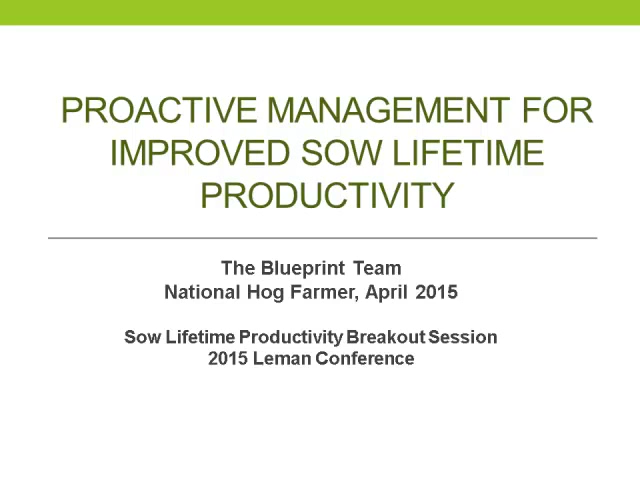 PROACTIVE MANAGEMENT FOR
IMPROVED SOW LIFETIME
PRODUCTIVITY
The Blueprint Team
National Hog Farmer, April 2015
Sow Lifetime Productivity Breakout Session
2015 Leman Conference